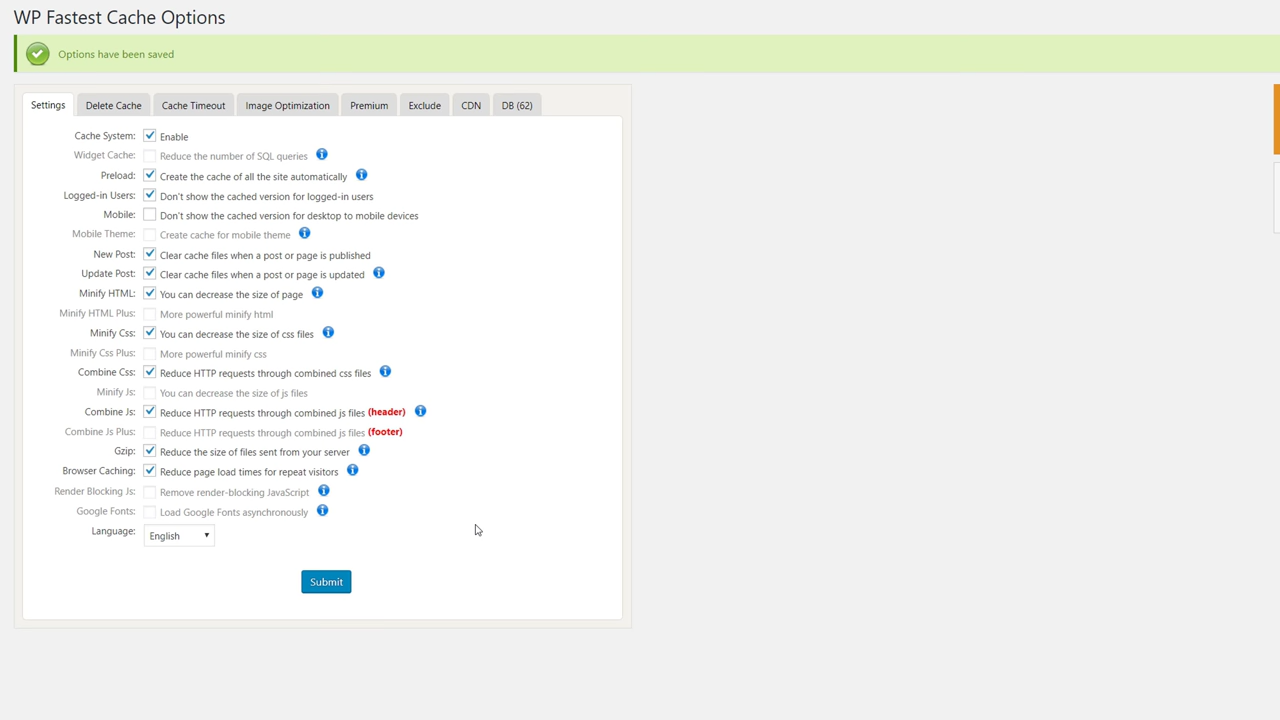 WP Fastest Cache Options
Options have been saved
Settings Delete Cache Cache Timeout Image Optimization Premium Exclude CDN DB (62)
Cache System: Enable
Widget Cache: Reduce the number of SQL queries
Preload: Create the cache of all the site automatically
Logged-in Users: Don't show the cached version for logged-in users
Mobile: Don't show the cached version for desktop to mobile devices
Mobile Theme: Create cache for mobile theme
New Post: Clear cache files when a post or page is published
Update Post: Clear cache files when a post or page is updated
Minify HTML: You can decrease the size of page
Minify HTML Plus: More powerful minify html
Minify Css: You can decrease the size of css files
Minify Css Plus: More powerful minify css
Combine Css: Reduce HTTP requests through combined css files
Minify Js: You can decrease the size of js files
Combine Js: Reduce HTTP requests through combined js files (header)
Combine Js Plus: Reduce HTTP requests through combined js files (footer)
Gzip: Reduce the size of files sent from your server
Browser Caching: Reduce page load times for repeat visitors
Render Blocking Js: Remove render-blocking JavaScript
Google Fonts: Load Google Fonts asynchronously
Language: English
Submit